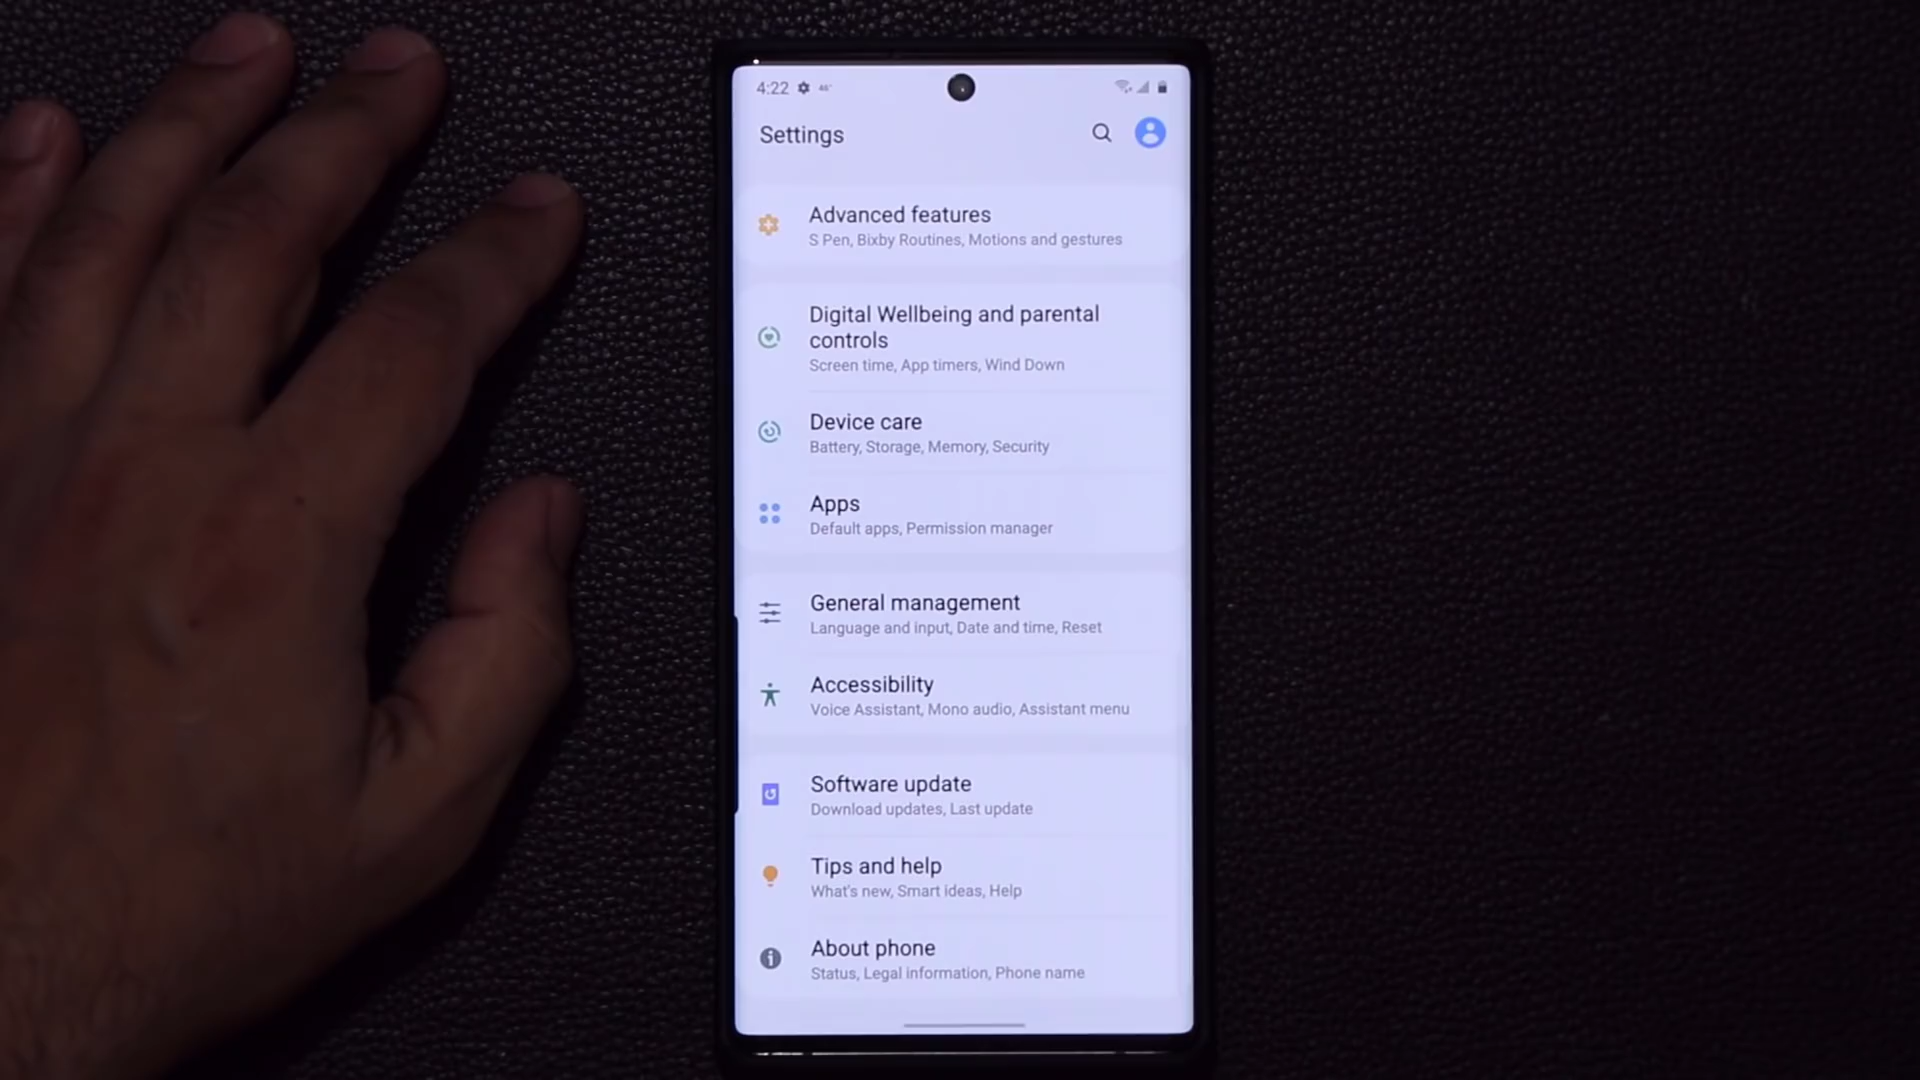 4:22
Settings
Advanced features
S Pen, Bixby Routines, Motions and gestures
Digital Wellbeing and parental
controls
Screen time, App timers, Wind Down
Device care
Battery, Storage, Memory, Security
Apps
Default apps, Permission manager
General management
Language and input, Date and time, Reset
Accessibility
Voice Assistant, Mono audio, Assistant menu
Software update
Download updates, Last update
Tips and help
What's new, Smart ideas, Help
About phone
Status, Legal information, Phone name